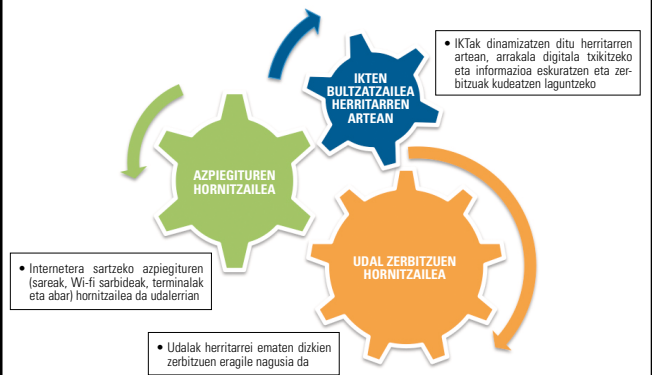 IKTEN
BULTZATZAILEA
HERRITARREN
ARTEAN
• IKTak dinamizatzen ditu herritarren
artean, arrakala digitala txikitzeko
eta informazioa eskuratzen eta zer-
bitzuak kudeatzen laguntzeko
AZPIEGITUREN
HORNITZAILEA
UDAL ZERBITZUEN
HORNITZAILEA
• Internetera sartzeko azpiegituren
(sareak, Wi-fi sarbideak, terminalak
eta abar) hornitzailea da udalerrian
• Udalak herritarrei ematen dizkien
zerbitzuen eragile nagusia da